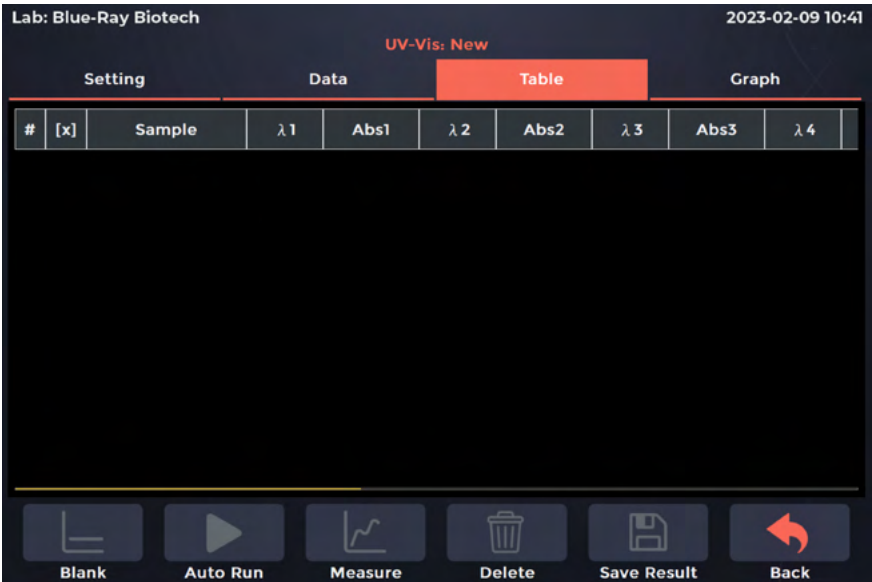 Lab: Blue-Ray Biotech 2023-02-09 10:41
UV-Vis: New
Setting Data Table Graph
# [x] Sample λ1 Abs1 λ2 Abs2 λ3 Abs3 λ4
Blank Auto Run Measure Delete Save Result Back